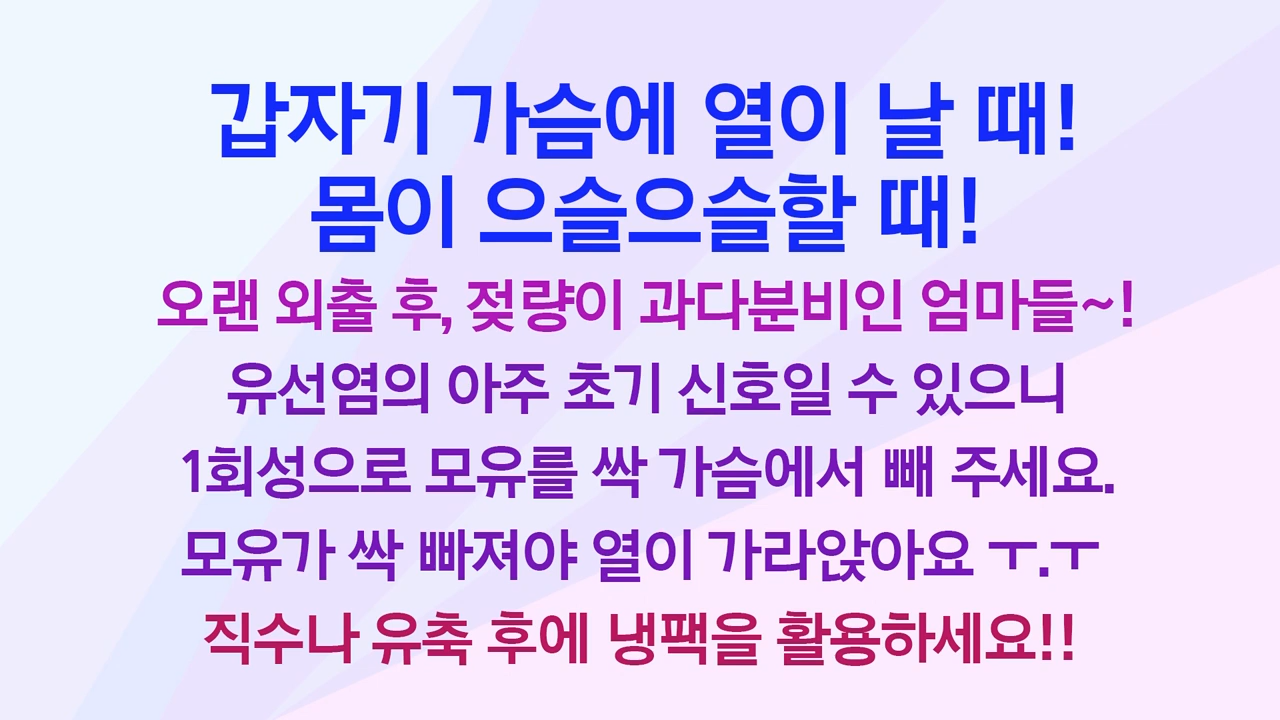 갑자기 가슴에 열이 날 때!
몸이 으슬으슬할 때!
오랜 외출 후, 젖량이 과다분비인 엄마들~!
유선염의 아주 초기 신호일 수 있으니
1회성으로 모유를 싹 가슴에서 빼 주세요.
모유가 싹 빠져야 열이 가라앉아요 ㅜ.ㅜ
직수나 유축 후에 냉팩을 활용하세요!!